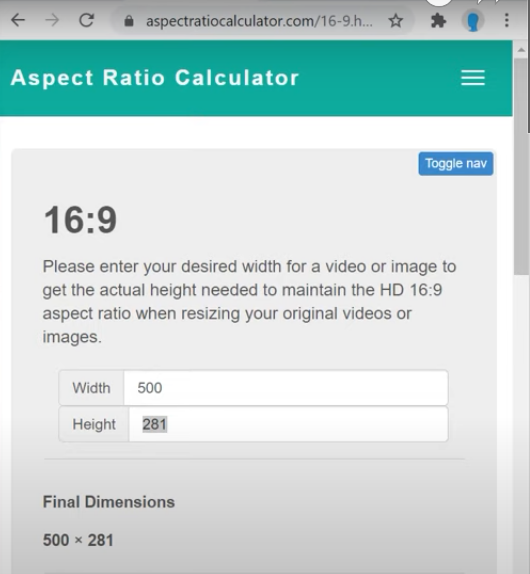 aspectratiocalculator.com/16-9.h...
Aspect Ratio Calculator
Toggle nav
16:9
Please enter your desired width for a video or image to
get the actual height needed to maintain the HD 16:9
aspect ratio when resizing your original videos or
images.
Width 500
Height 281
Final Dimensions
500 × 281